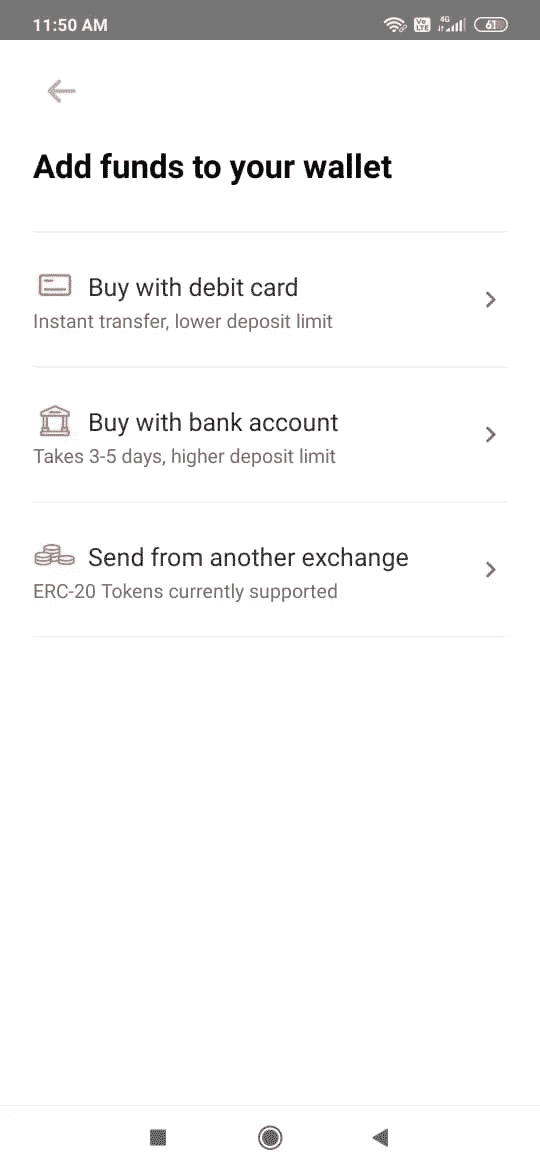 11:50 AM
Vo
LTE
4G
61
Add funds to your wallet
Buy with debit card
Instant transfer, lower deposit limit
Buy with bank account
Takes 3-5 days, higher deposit limit
Send from another exchange
ERC-20 Tokens currently supported